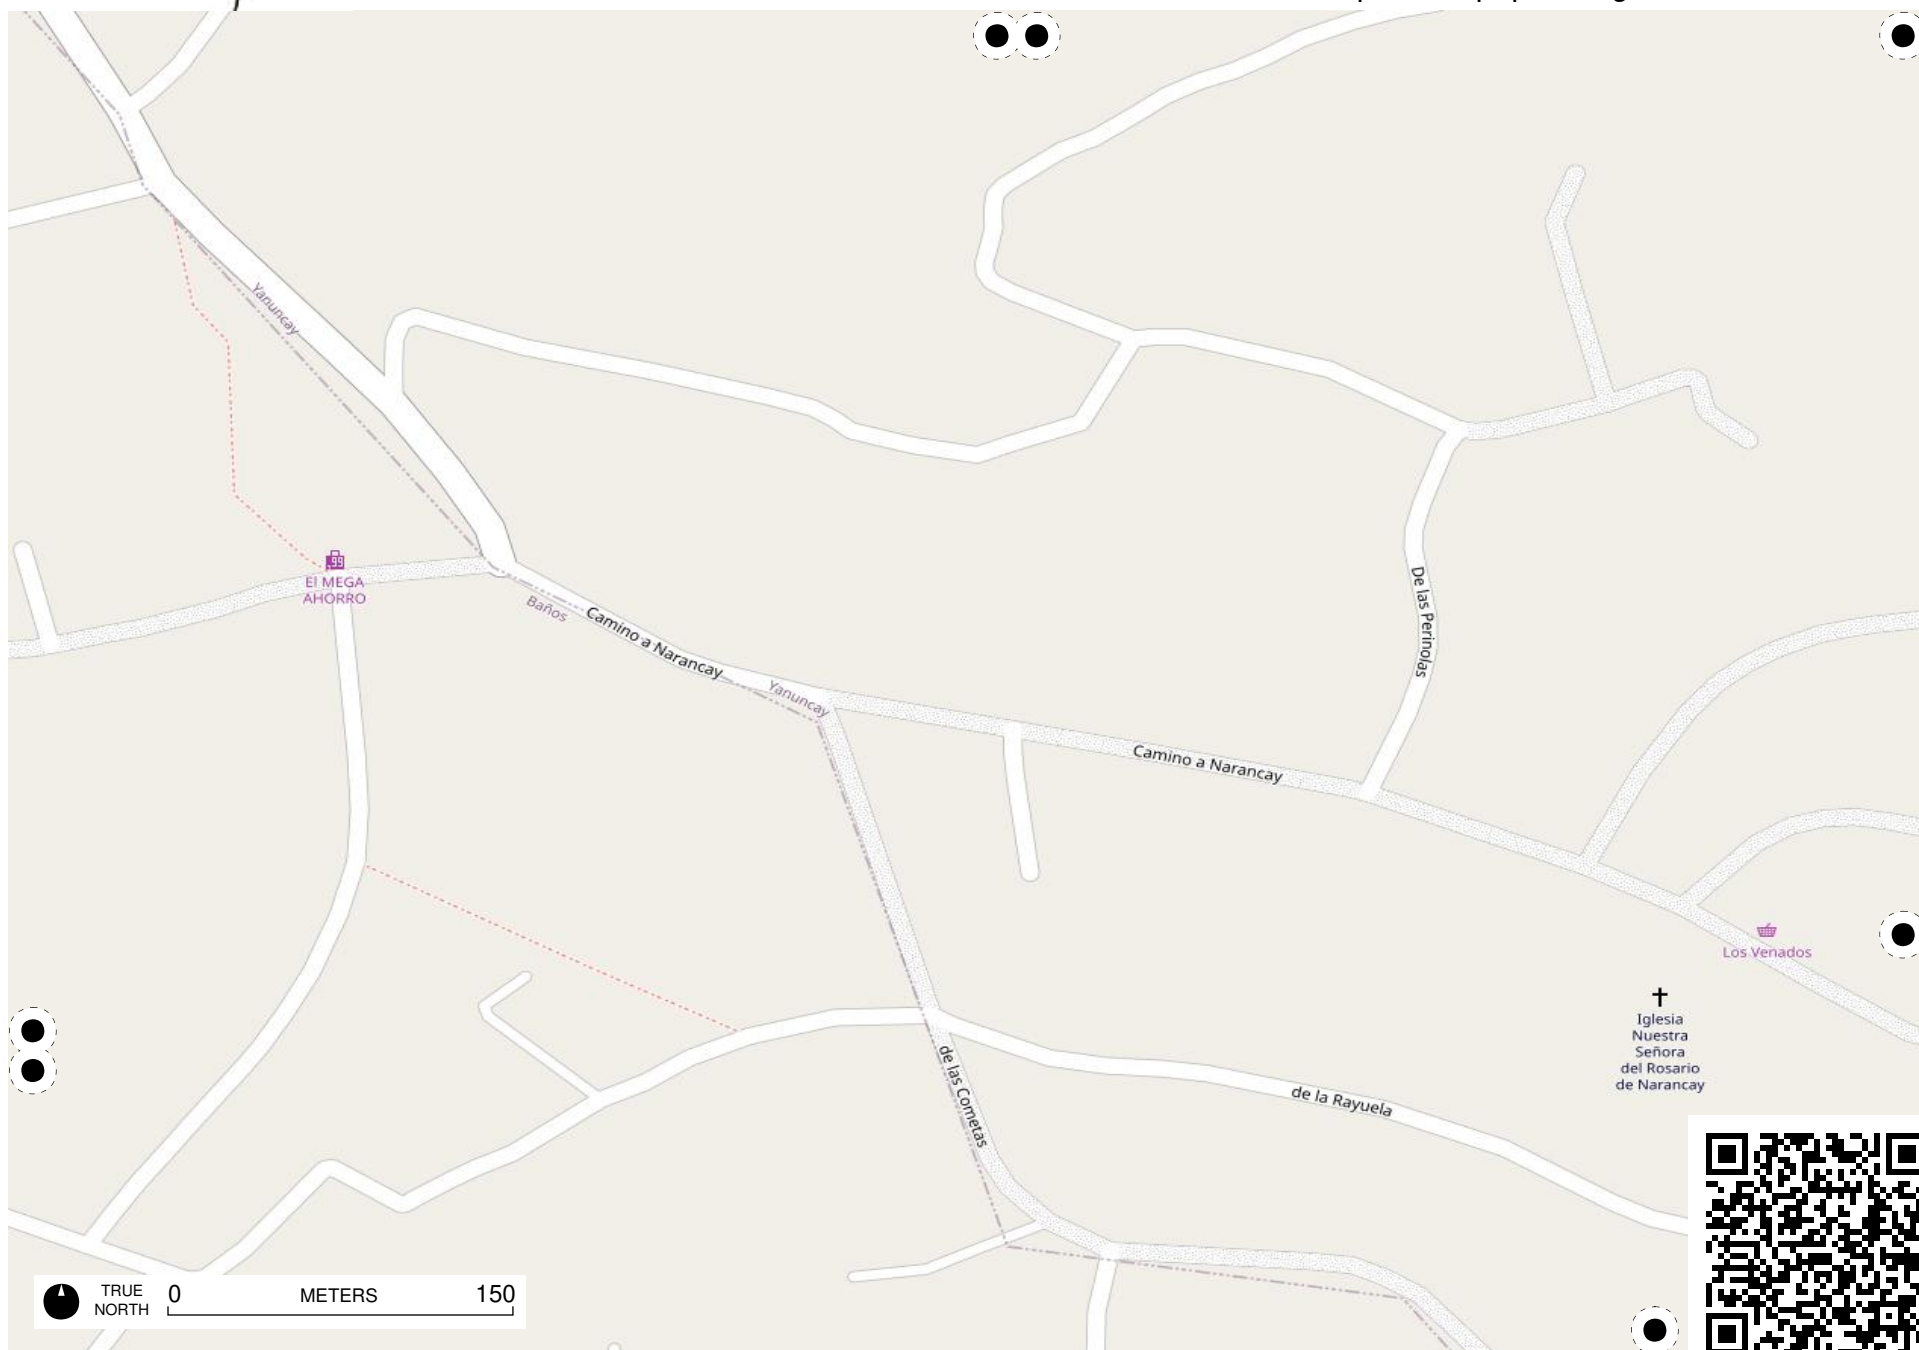 Yanuncay
El MEGA
AHORRO
Baños
Camino a Narancay
De las Perinolas
Yanuncay
Camino a Narancay
Los Venados
Iglesia
Nuestra
Señora
del Rosario
de Narancay
de las Cometas
de la Rayuela
TRUE
NORTH
0 METERS 150